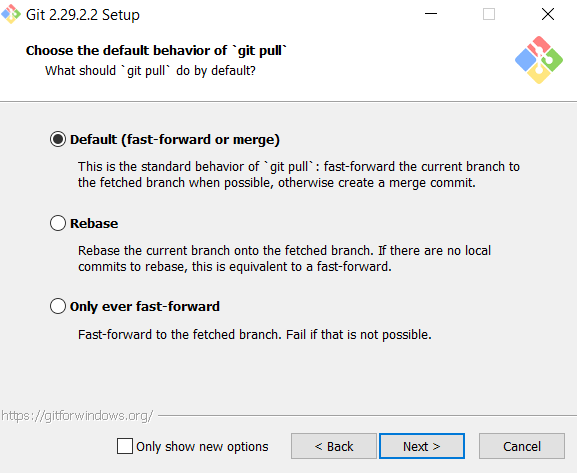 Git 2.29.2.2 Setup
Choose the default behavior of `git pull`
What should `git pull` do by default?
Default (fast-forward or merge)
This is the standard behavior of `git pull`: fast-forward the current branch to
the fetched branch when possible, otherwise create a merge commit.
Rebase
Rebase the current branch onto the fetched branch. If there are no local
commits to rebase, this is equivalent to a fast-forward.
Only ever fast-forward
Fast-forward to the fetched branch. Fail if that is not possible.
https://gitforwindows.org/
Only show new options
< Back
Next >
Cancel